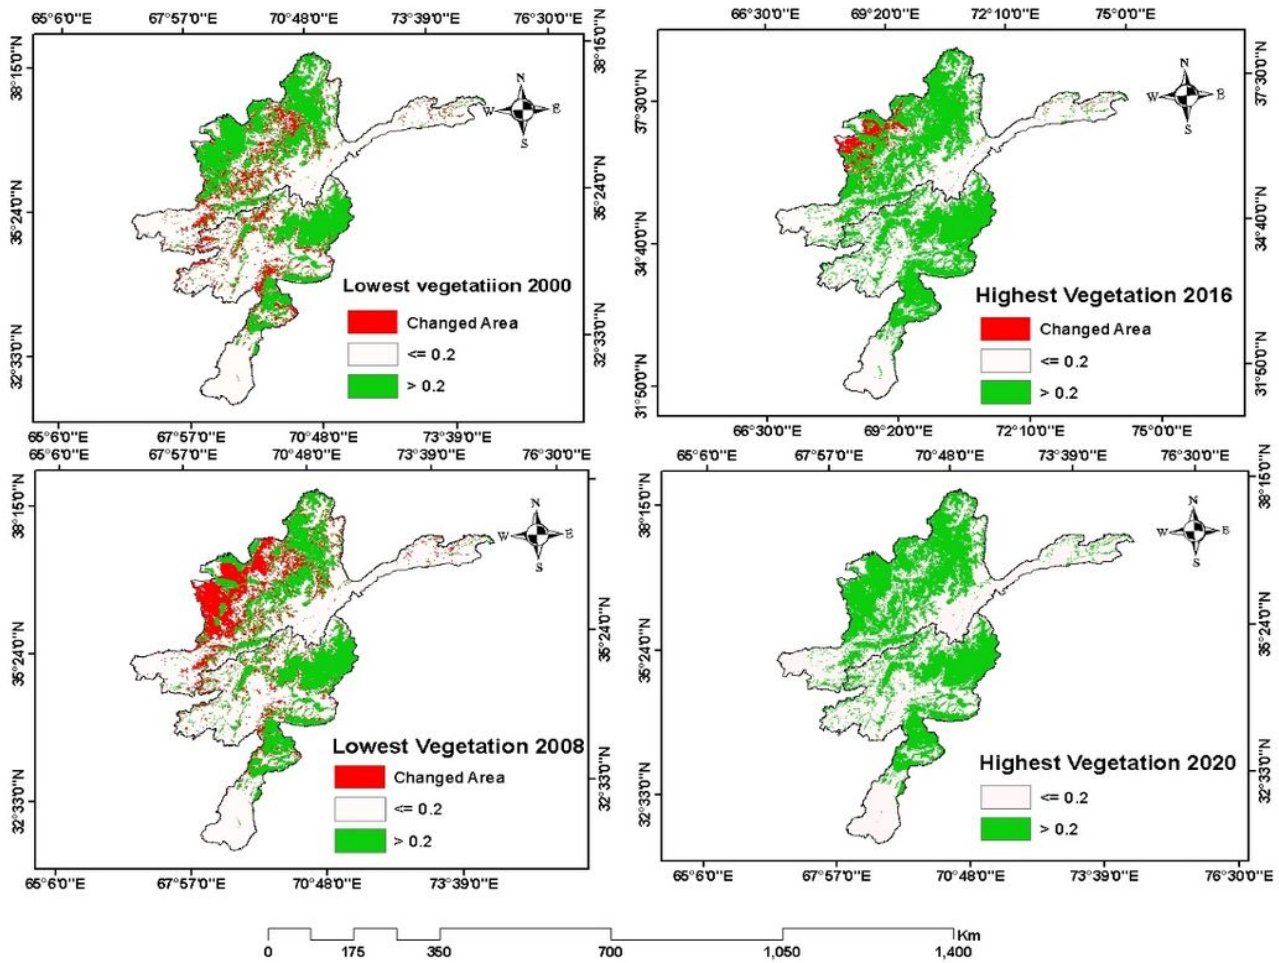 65°6'0"E 67°57'0"E 70°48'0"E 73°39'0"E 76°30'0"E
38°15'0"N
35°24'0"N
32°33'0"N
38°15'0"N
35°24'0"N
32°33'0"N
N
W E
S
Lowest vegetatiion 2000
Changed Area
<= 0.2
> 0.2
65°6'0"E 67°57'0"E 70°48'0"E 73°39'0"E
66°30'0"E 69°20'0"E 72°10'0"E 75°0'0"E
37°30'0"N
34°40'0"N
31°50'0"N
37°30'0"N
34°40'0"N
31°50'0"N
N
W E
S
Highest Vegetation 2016
Changed Area
<= 0.2
> 0.2
66°30'0"E 69°20'0"E 72°10'0"E 75°0'0"E
65°6'0"E 67°57'0"E 70°48'0"E 73°39'0"E 76°30'0"E
38°15'0"N
35°24'0"N
32°33'0"N
35°24'0"N
32°33'0"N
N
W E
S
Lowest Vegetation 2008
Changed Area
<= 0.2
> 0.2
65°6'0"E 67°57'0"E 70°48'0"E 73°39'0"E
65°6'0"E 67°57'0"E 70°48'0"E 73°39'0"E 76°30'0"E
38°15'0"N
35°24'0"N
32°33'0"N
38°15'0"N
35°24'0"N
32°33'0"N
N
W E
S
Highest Vegetation 2020
<= 0.2
> 0.2
65°6'0"E 67°57'0"E 70°48'0"E 73°39'0"E 76°30'0"E
Km
0 175 350 700 1,050 1,400